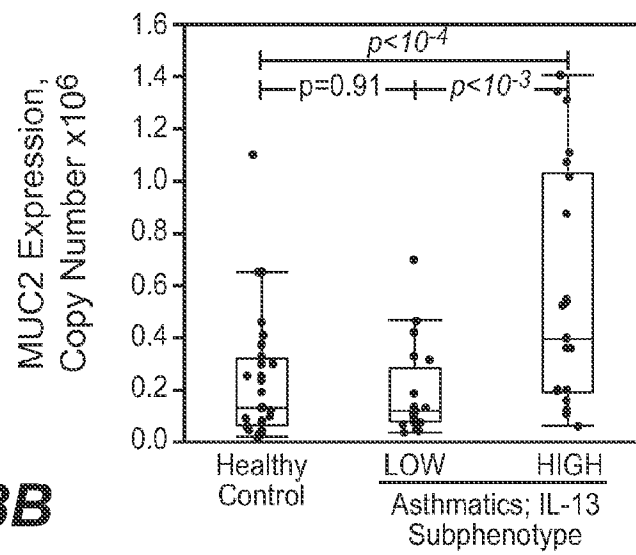 MUC2 Expression,
Copy Number x10⁶
1.6
1.4
1.2
1.0
0.8
0.6
0.4
0.2
0.0
p<10⁻⁴
p=0.91
p<10⁻³
Healthy
Control
LOW
HIGH
Asthmatics; IL-13
Subphenotype